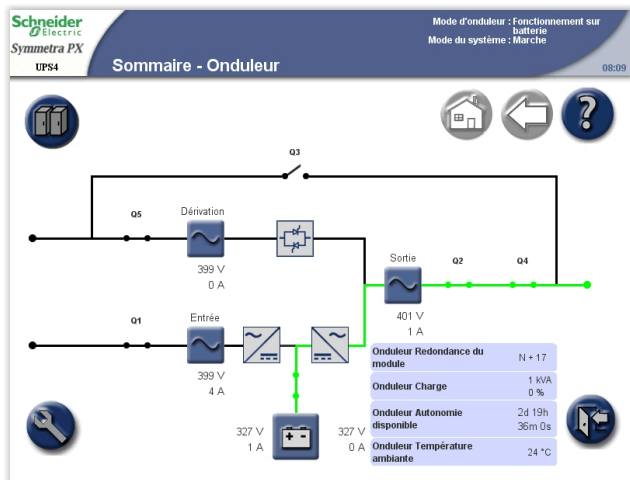 Schneider
Electric
Symmetra PX
UPS4
Sommaire - Onduleur
Mode d'onduleur : Fonctionnement sur
batterie
Mode du système : Marche
08:09
?
Q3
Q5
Dérivation
399 V
0 A
Sortie
Q2
Q4
401 V
1 A
Q1
Entrée
399 V
4 A
327 V
1 A
327 V
0 A
Onduleur Redondance du
module
N + 17
Onduleur Charge
1 kVA
0 %
Onduleur Autonomie
disponible
2d 19h
36m 0s
Onduleur Température
ambiante
24 °C